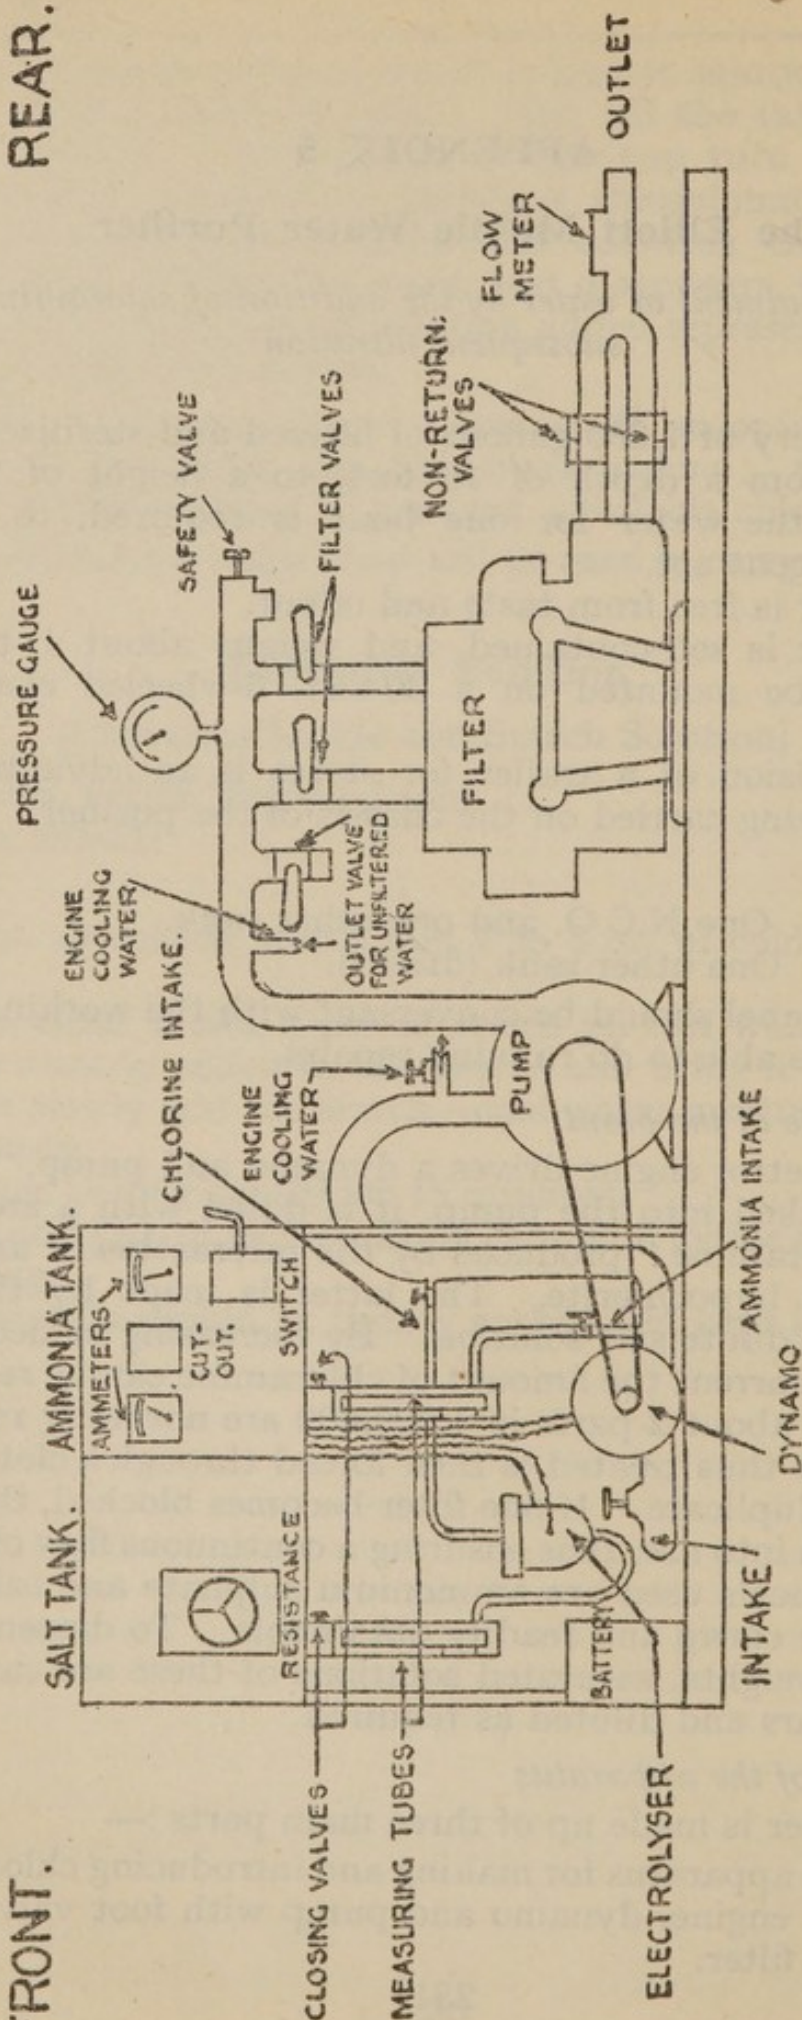 FRONT.
REAR.
SALT TANK.
AMMONIA TANK.
AMMETERS
CUT-
OUT.
SWITCH
RESISTANCE
CLOSING VALVES
MEASURING TUBES
ELECTROLYSER
BATTERY
INTAKE
DYNAMO
AMMONIA INTAKE
CHLORINE INTAKE.
ENGINE
COOLING
WATER
PUMP
ENGINE
COOLING
WATER
OUTLET VALVE
FOR UNFILTERED
WATER
PRESSURE GAUGE
SAFETY VALVE
FILTER VALVES
FILTER
NON-RETURN
VALVES
FLOW
METER
OUTLET